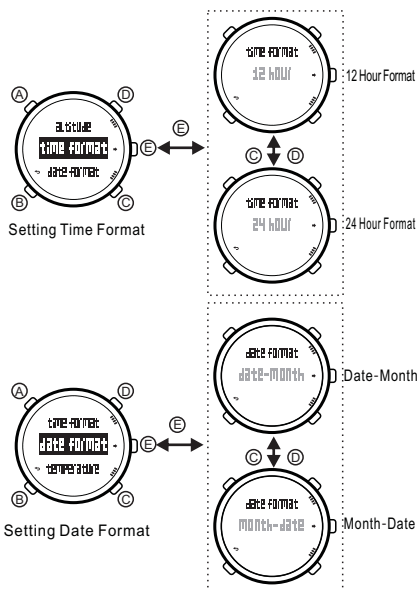 time format
12 hour
12 Hour Format
A
D
altitude
time format
date format
E
E
B
C
C
D
Setting Time Format
time format
24 hour
24 Hour Format
date format
date-month
Date-Month
A
D
time format
date format
temperature
E
E
B
C
C
D
Setting Date Format
date format
month-date
Month-Date